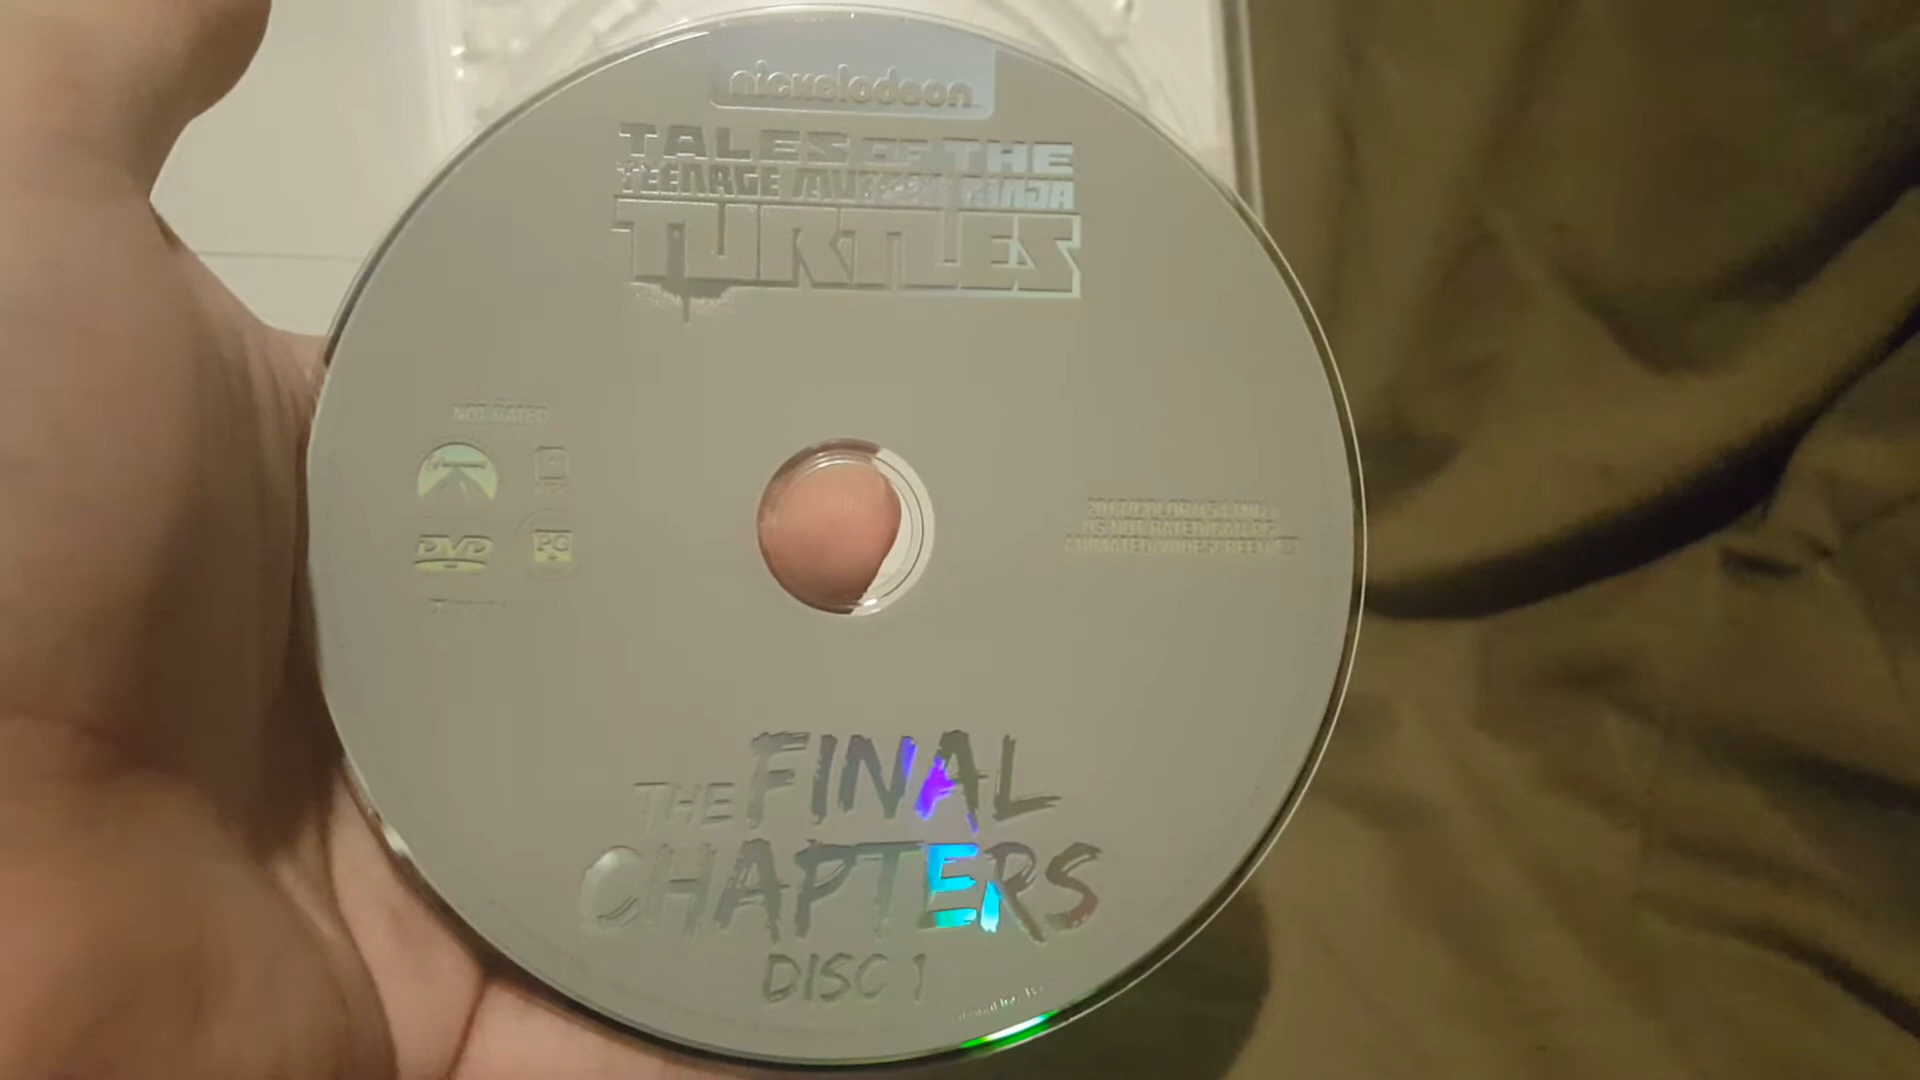 nickelodeon
TALES OF THE
TEENAGE MUTANT NINJA
TURTLES
NOT RATED
DVD
PG
THE FINAL
CHAPTERS
DISC 1